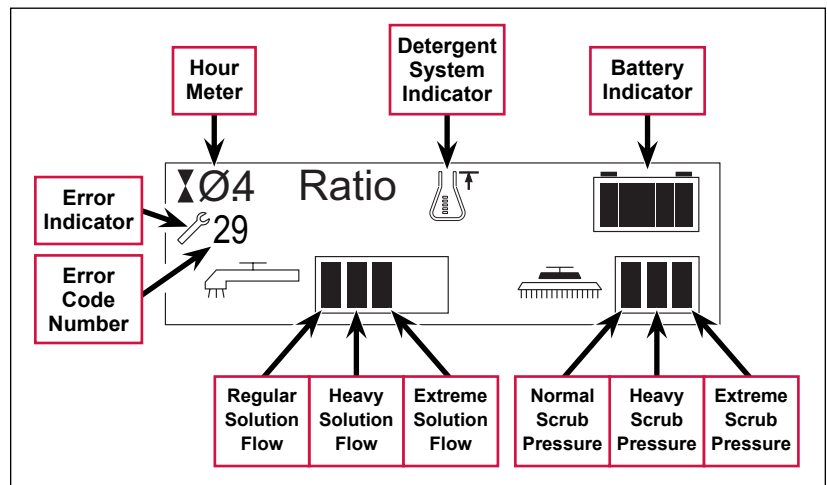 Hour
Meter
Detergent
System
Indicator
Battery
Indicator
Error
Indicator
Error
Code
Number
Ø.4 Ratio
29
Regular
Solution
Flow
Heavy
Solution
Flow
Extreme
Solution
Flow
Normal
Scrub
Pressure
Heavy
Scrub
Pressure
Extreme
Scrub
Pressure